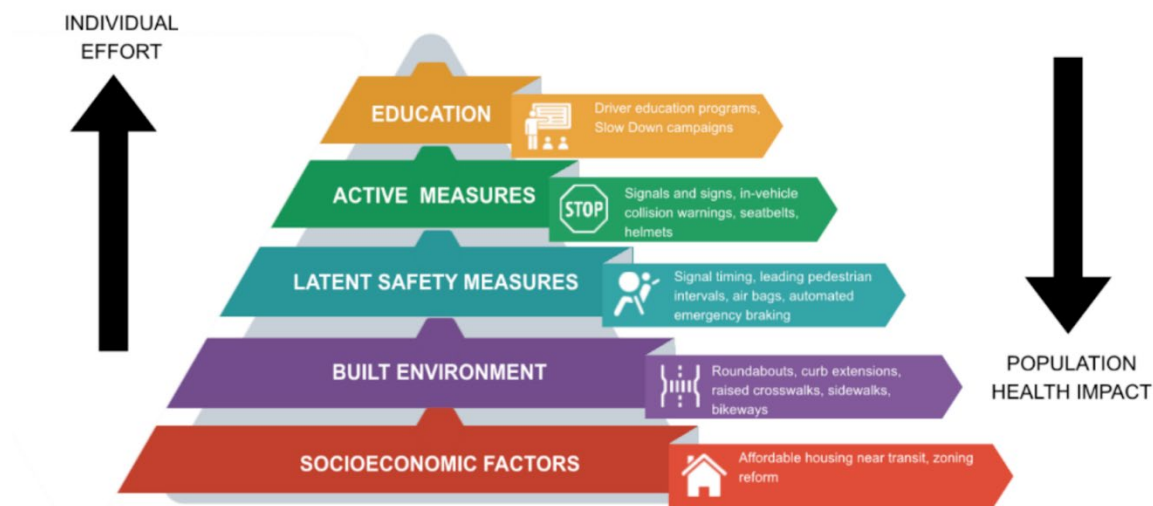 INDIVIDUAL
EFFORT
EDUCATION
Driver education programs,
Slow Down campaigns
ACTIVE MEASURES
STOP
Signals and signs, in-vehicle
collision warnings, seatbelts,
helmets
LATENT SAFETY MEASURES
Signal timing, leading pedestrian
intervals, air bags, automated
emergency braking
BUILT ENVIRONMENT
Roundabouts, curb extensions,
raised crosswalks, sidewalks,
bikeways
SOCIOECONOMIC FACTORS
Affordable housing near transit, zoning
reform
POPULATION
HEALTH IMPACT